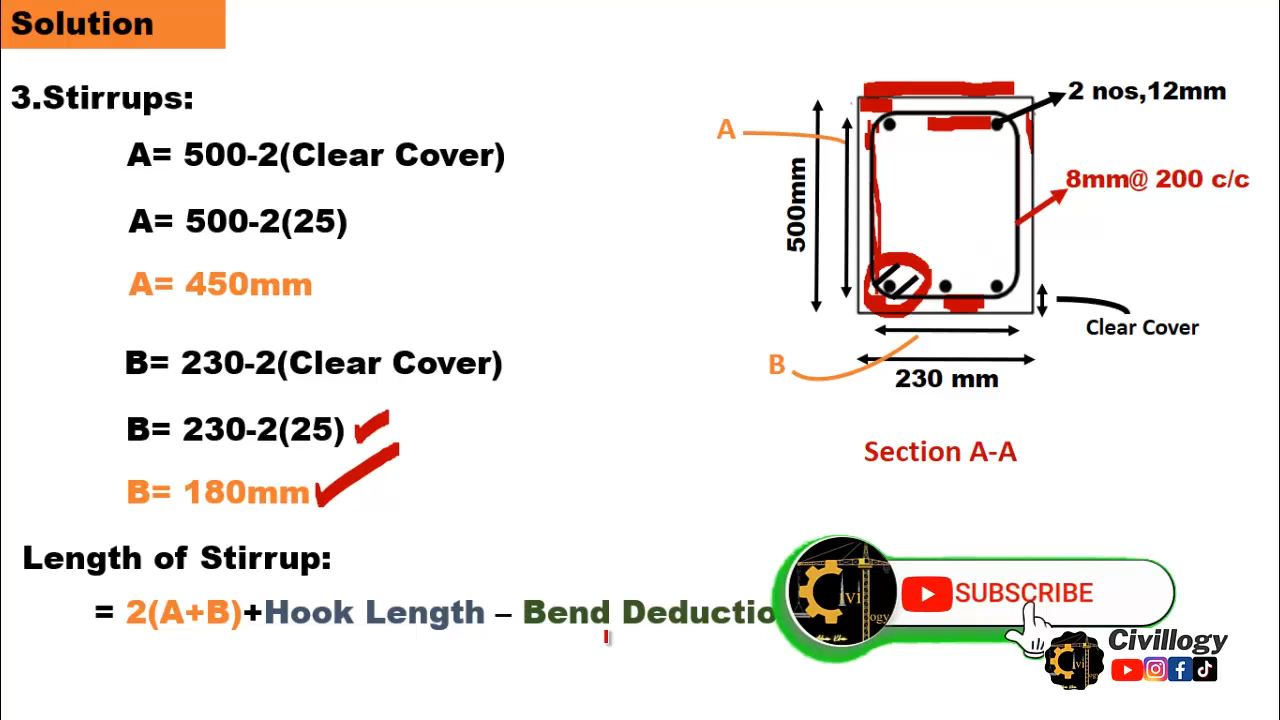 Solution
3.Stirrups:
A= 500-2(Clear Cover)
A= 500-2(25)
A= 450mm
B= 230-2(Clear Cover)
B= 230-2(25)
B= 180mm
Length of Stirrup:
= 2(A+B)+Hook Length – Bend Deductio
2 nos,12mm
A
8mm@ 200 c/c
500mm
Clear Cover
B
230 mm
Section A-A
SUBSCRIBE
Civillogy